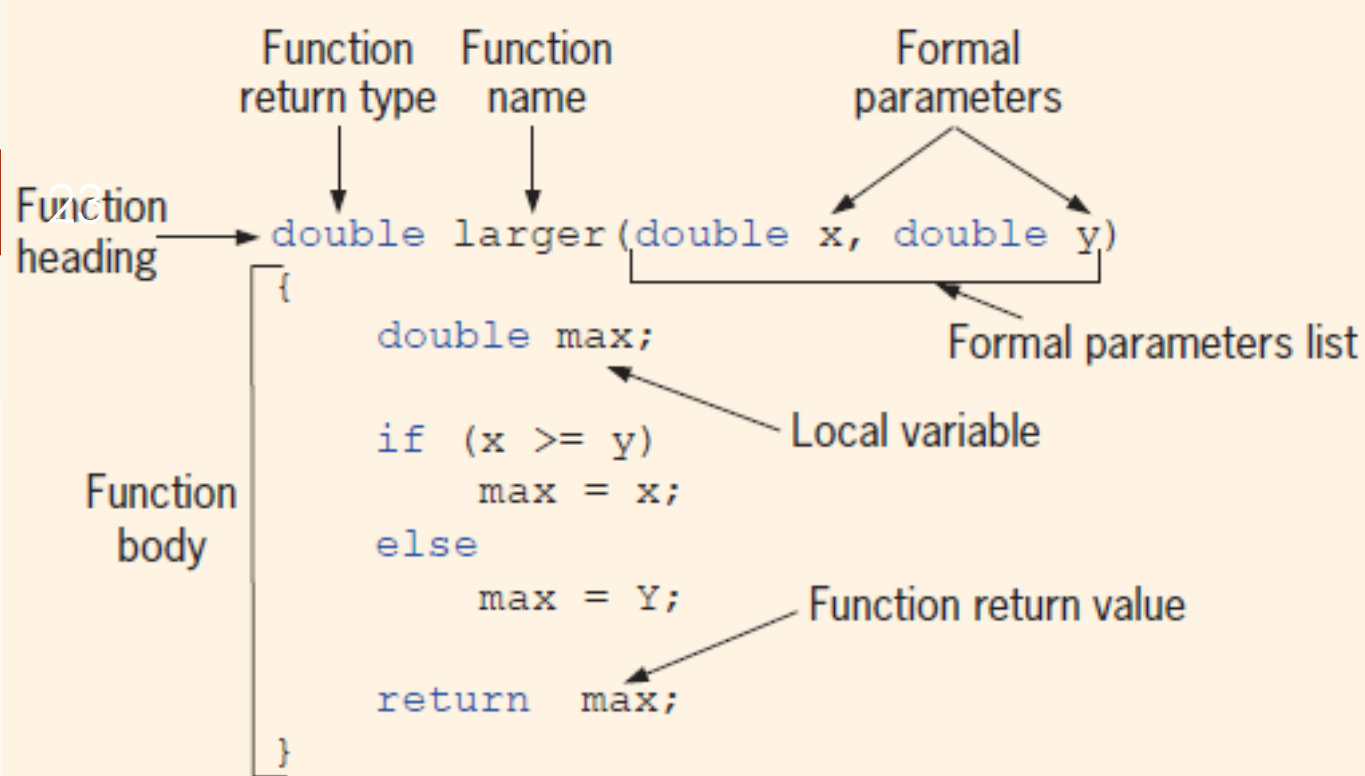 Function return type
Function name
Formal parameters
23
Function heading
double larger(double x, double y)
{
Formal parameters list
double max;
Local variable
if (x >= y)
max = x;
Function body
else
max = Y;
Function return value
return max;
}